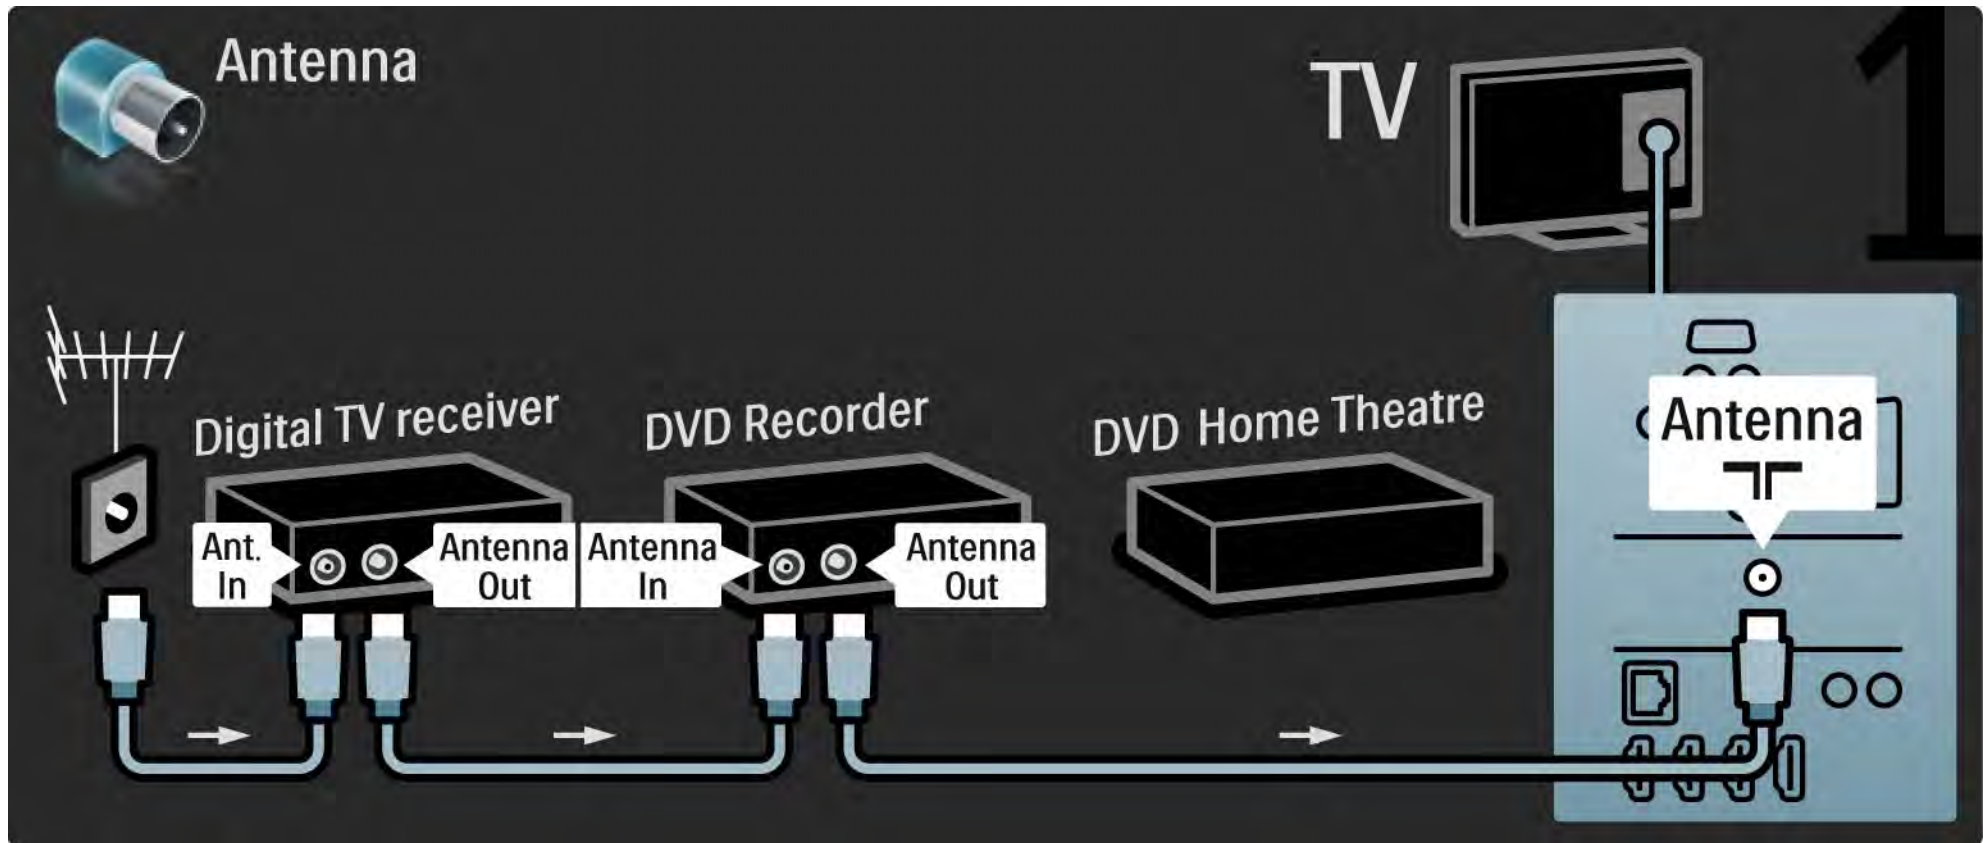 Antenna
TV
1
Digital TV receiver
DVD Recorder
DVD Home Theatre
Antenna
Ant.
In
Antenna
Out
Antenna
In
Antenna
Out